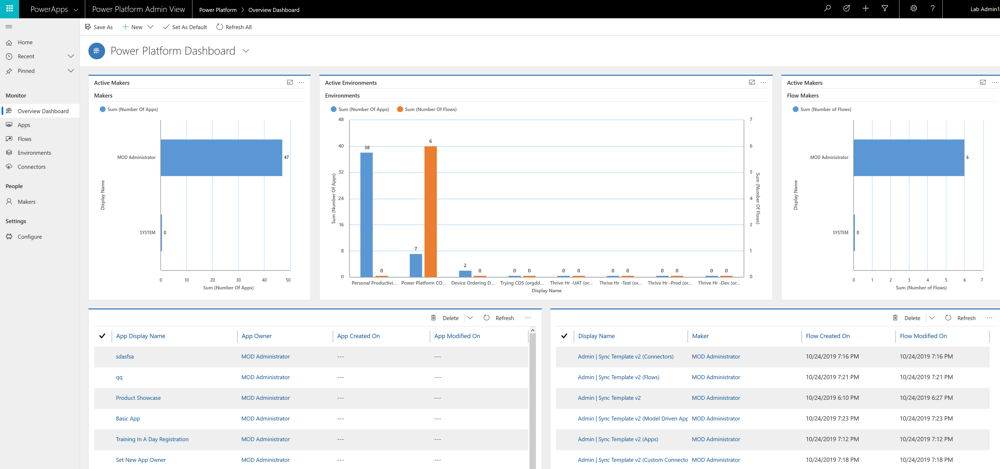 PowerApps
Power Platform Admin View
Power Platform > Overview Dashboard
Lab Admin1
Save As
New
Set As Default
Refresh All
Home
Recent
Pinned
Monitor
Overview Dashboard
Apps
Flows
Environments
Connectors
People
Makers
Settings
Configure
Power Platform Dashboard
Active Makers
Makers
Sum (Number Of Apps)
Display Name
MOD Administrator
47
SYSTEM
0
0 10 20 30 40 50
Sum (Number Of Apps)
Active Environments
Environments
Sum (Number Of Apps) Sum (Number Of Flows)
Sum (Number Of Apps)
48
40
32
24
16
8
0
38 0
7 6
2 0
0 0
0 0
0 0
0 0
0 0
7
6
5
4
2
1
0
Sum (Number Of Flows)
Personal Productivi... Power Platform CO... Device Ordering D... Trying CDS (orgdd... Thrive Hr -UAT (or... Thrive Hr -Test (or... Thrive Hr -Prod (or... Thrive Hr -Dev (or...
Display Name
Active Makers
Flow Makers
Sum (Number of Flows)
Display Name
MOD Administrator
6
SYSTEM
0
0 1 2 3 4 5 6 7
Sum (Number of Flows)
Delete Refresh ...
App Display Name App Owner App Created On App Modified On
sdasfsa MOD Administrator --- ---
qq MOD Administrator --- ---
Product Showcase MOD Administrator --- ---
Basic App MOD Administrator --- ---
Training In A Day Registration MOD Administrator --- ---
Set New App Owner MOD Administrator --- ---
Delete Refresh ...
Display Name Maker Flow Created On Flow Modified On
Admin | Sync Template v2 (Connectors) MOD Administrator 10/24/2019 7:16 PM 10/24/2019 7:16 PM
Admin | Sync Template v2 (Flows) MOD Administrator 10/24/2019 7:21 PM 10/24/2019 7:21 PM
Admin | Sync Template v2 MOD Administrator 10/24/2019 6:10 PM 10/24/2019 6:27 PM
Admin | Sync Template v2 (Model Driven App MOD Administrator 10/24/2019 7:23 PM 10/24/2019 7:23 PM
Admin | Sync Template v2 (Apps) MOD Administrator 10/24/2019 7:12 PM 10/24/2019 7:12 PM
Admin | Sync Template v2 (Custom Connecto MOD Administrator 10/24/2019 7:18 PM 10/24/2019 7:18 PM